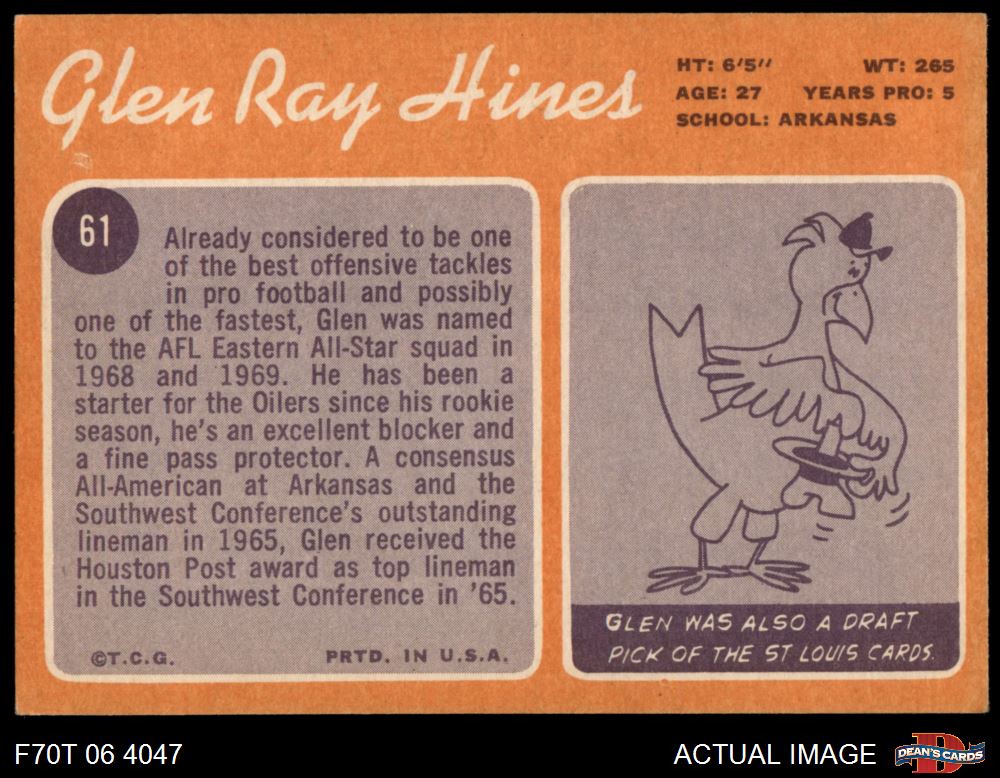 Glen Ray Hines
HT: 6'5'' WT: 265
AGE: 27 YEARS PRO: 5
SCHOOL: ARKANSAS
61
Already considered to be one
of the best offensive tackles
in pro football and possibly
one of the fastest, Glen was named
to the AFL Eastern All-Star squad in
1968 and 1969. He has been a
starter for the Oilers since his rookie
season, he's an excellent blocker and
a fine pass protector. A consensus
All-American at Arkansas and the
Southwest Conference's outstanding
lineman in 1965, Glen received the
Houston Post award as top lineman
in the Southwest Conference in '65.
©T.C.G. PRTD. IN U.S.A.
GLEN WAS ALSO A DRAFT
PICK OF THE ST LOUIS CARDS.
F70T 06 4047
ACTUAL IMAGE
D
DEAN'S CARDS